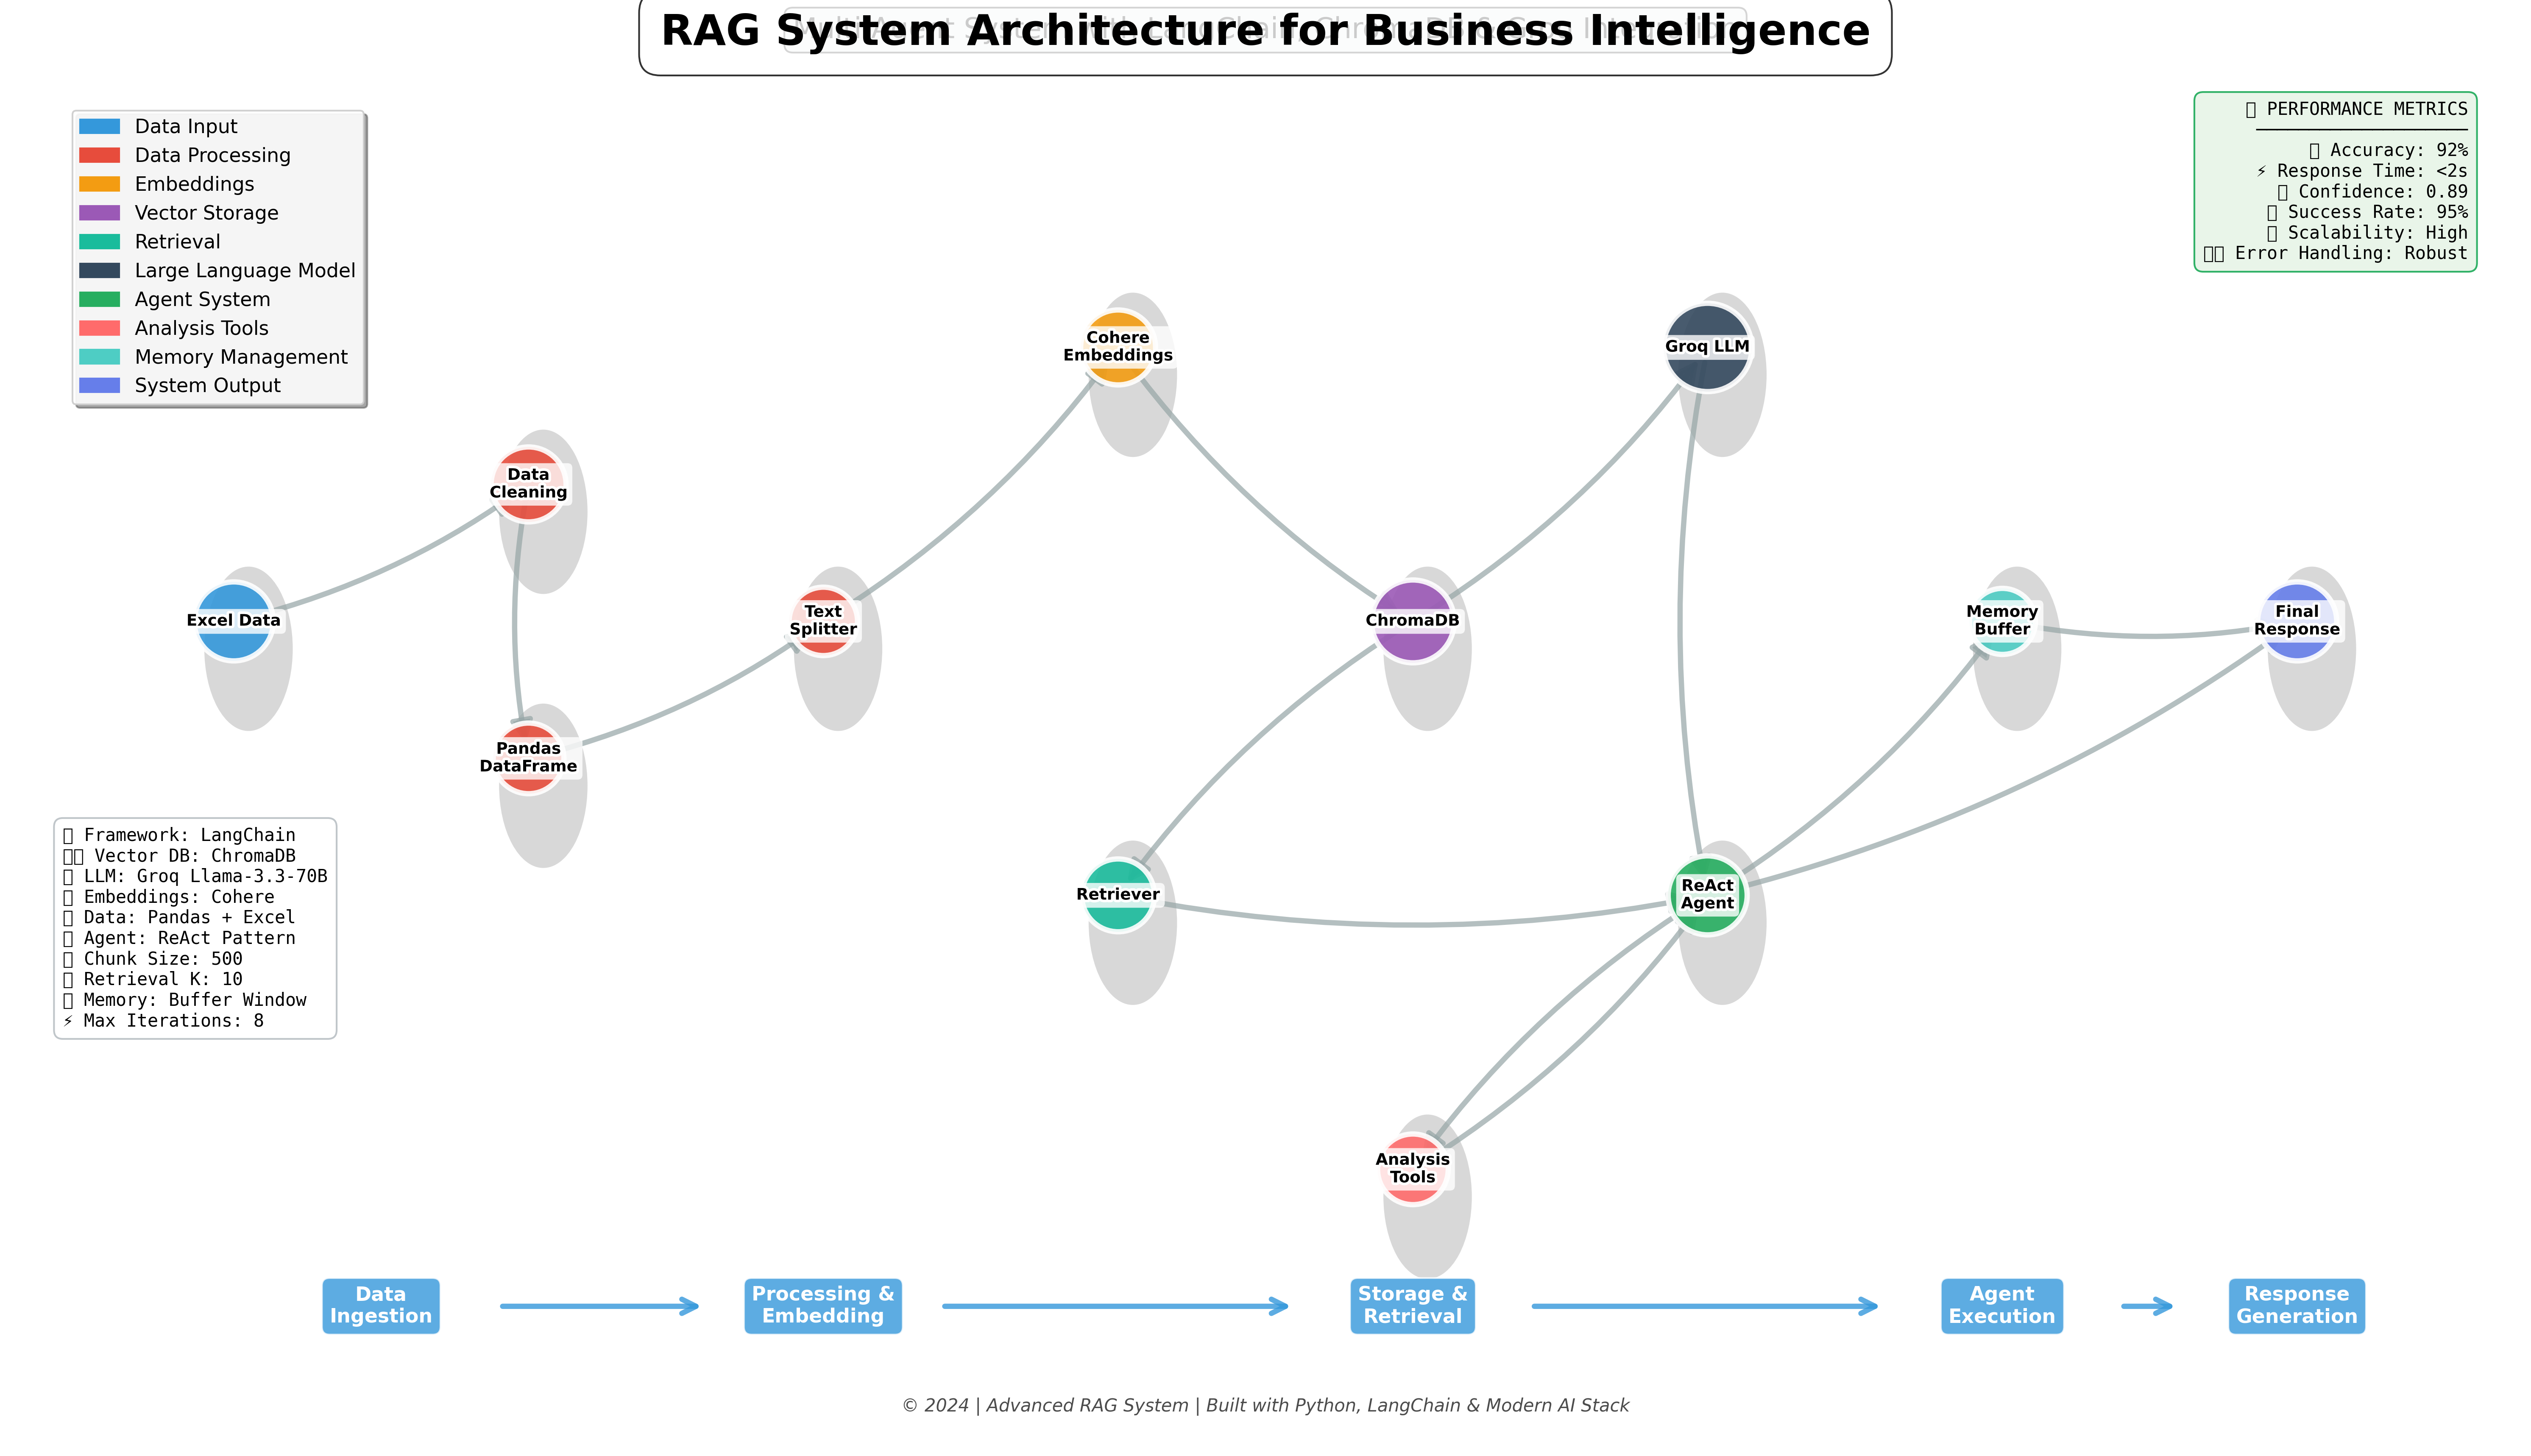 RAG System Architecture for Business Intelligence
Data Input
Data Processing
Embeddings
Vector Storage
Retrieval
Large Language Model
Agent System
Analysis Tools
Memory Management
System Output
PERFORMANCE METRICS
Accuracy: 92%
⚡ Response Time: <2s
Confidence: 0.89
Success Rate: 95%
Scalability: High
Error Handling: Robust
Cohere
Embeddings
Groq LLM
Data
Cleaning
Excel Data
Text
Splitter
ChromaDB
Memory
Buffer
Final
Response
Pandas
DataFrame
Retriever
ReAct
Agent
Analysis
Tools
Framework: LangChain
Vector DB: ChromaDB
LLM: Groq Llama-3.3-70B
Embeddings: Cohere
Data: Pandas + Excel
Agent: ReAct Pattern
Chunk Size: 500
Retrieval K: 10
Memory: Buffer Window
⚡ Max Iterations: 8
Data
Ingestion
Processing &
Embedding
Storage &
Retrieval
Agent
Execution
Response
Generation
© 2024 | Advanced RAG System | Built with Python, LangChain & Modern AI Stack